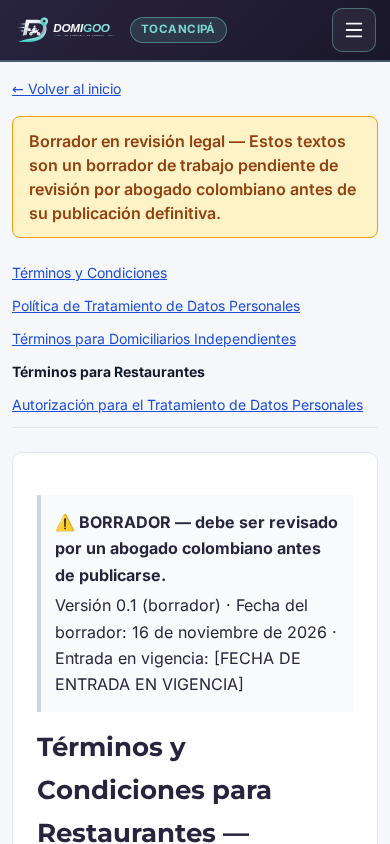 DOMIGOO
TOCANCIPÁ
← Volver al inicio
Borrador en revisión legal — Estos textos
son un borrador de trabajo pendiente de
revisión por abogado colombiano antes de
su publicación definitiva.
Términos y Condiciones
Política de Tratamiento de Datos Personales
Términos para Domiciliarios Independientes
Términos para Restaurantes
Autorización para el Tratamiento de Datos Personales
⚠️ BORRADOR — debe ser revisado
por un abogado colombiano antes
de publicarse.
Versión 0.1 (borrador) · Fecha del
borrador: 16 de noviembre de 2026 ·
Entrada en vigencia: [FECHA DE
ENTRADA EN VIGENCIA]
Términos y
Condiciones para
Restaurantes —